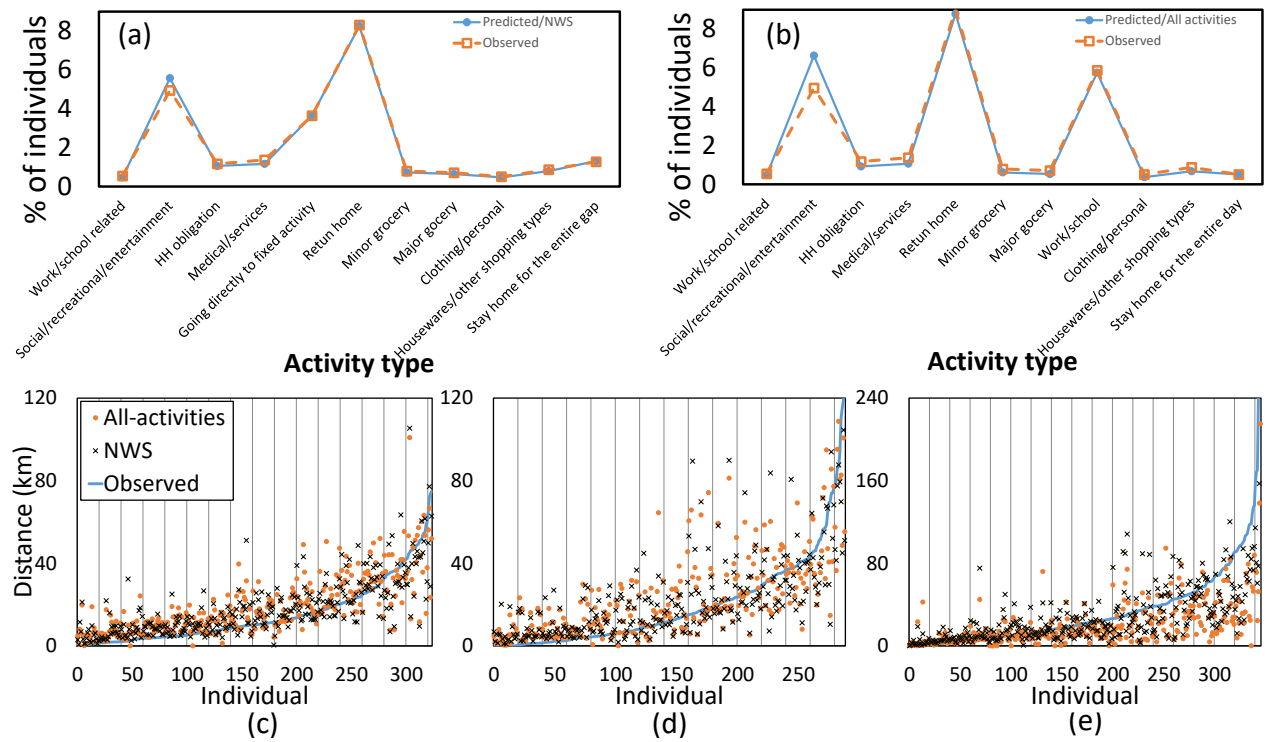 (a)
Predicted/NWS
Observed
% of individuals
8
6
4
2
0
Work/school related
Social/recreational/entertainment
HH obligation
Medical/services
Going directly to fixed activity
Retun home
Minor grocery
Major gocery
Clothing/personal
Housewares/other shopping types
Stay home for the entire gap
Activity type
(b)
Predicted/All activities
Observed
% of individuals
8
6
4
2
0
Work/school related
Social/recreational/entertainment
HH obligation
Medical/services
Retun home
Minor grocery
Major gocery
Work/school
Clothing/personal
Housewares/other shopping types
Stay home for the entire day
Activity type
Distance (km)
120
80
40
0
All-activities
NWS
Observed
0 50 100 150 200 250 300
Individual
(c)
120
80
40
0
0 50 100 150 200 250
Individual
(d)
240
160
80
0
0 50 100 150 200 250 300
Individual
(e)